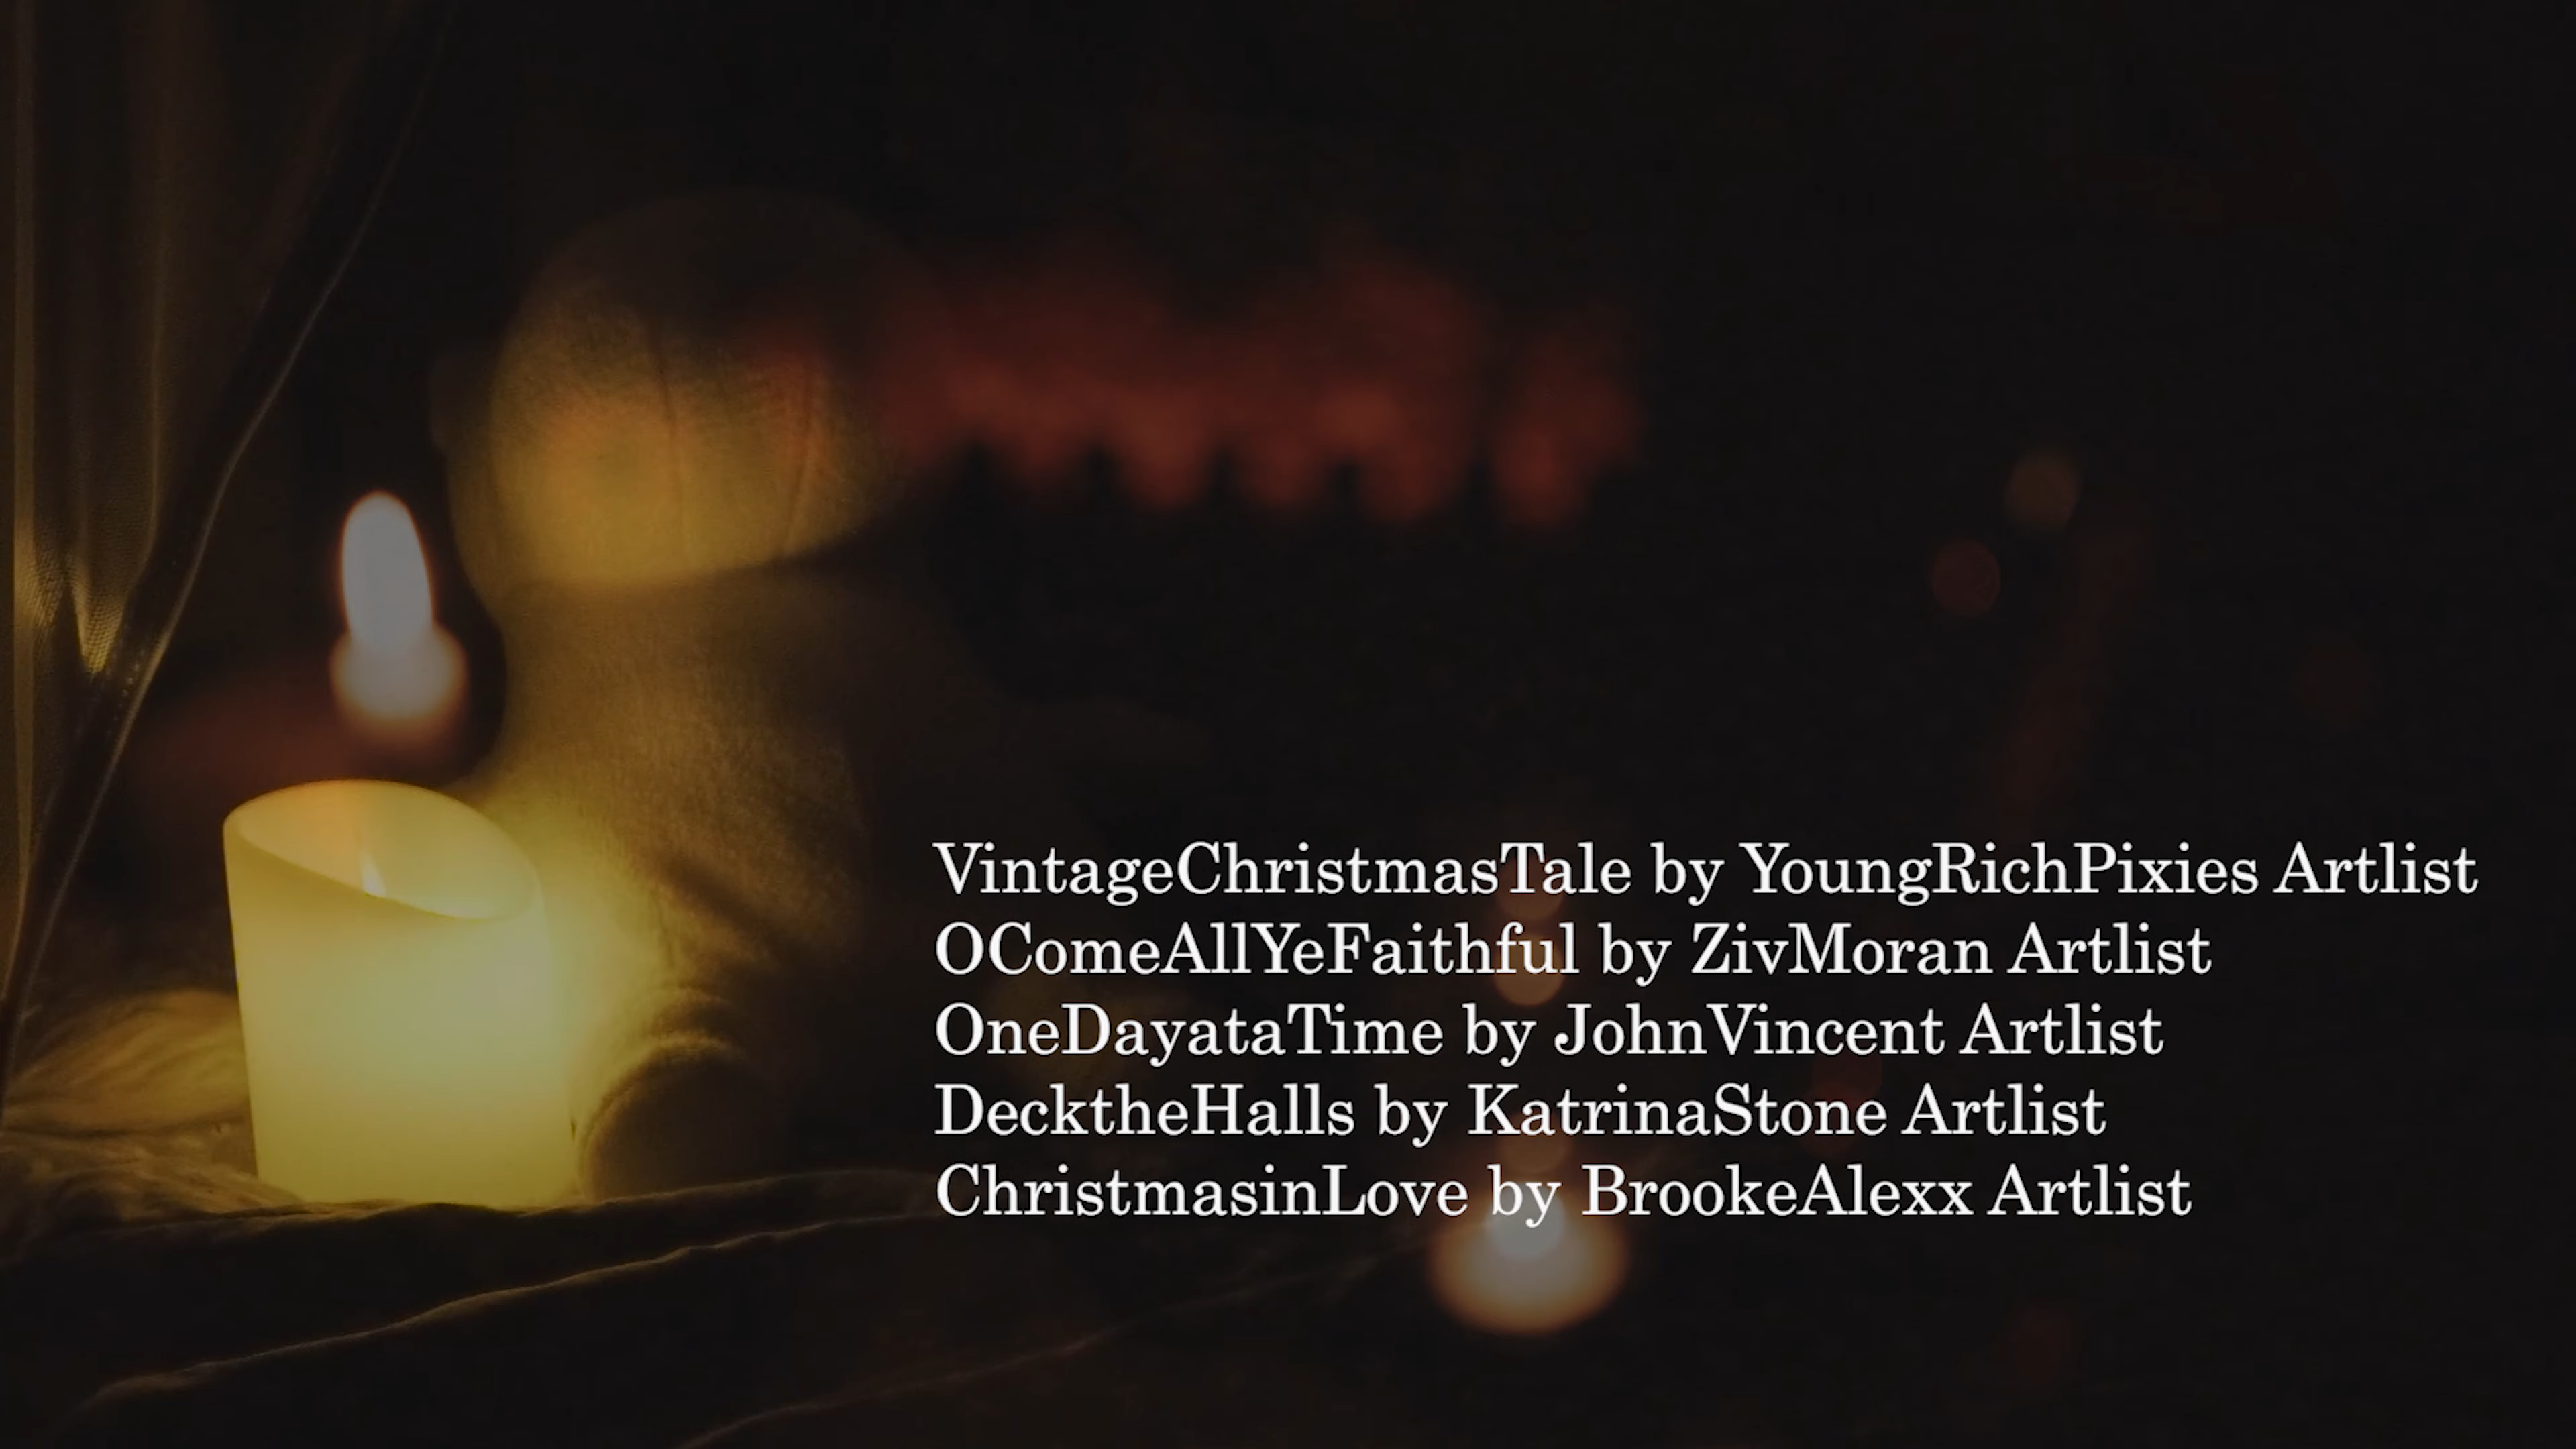 VintageChristmasTale by YoungRichPixies Artlist
OComeAllYeFaithful by ZivMoran Artlist
OneDayataTime by JohnVincent Artlist
DecktheHalls by KatrinaStone Artlist
ChristmasinLove by BrookeAlexx Artlist